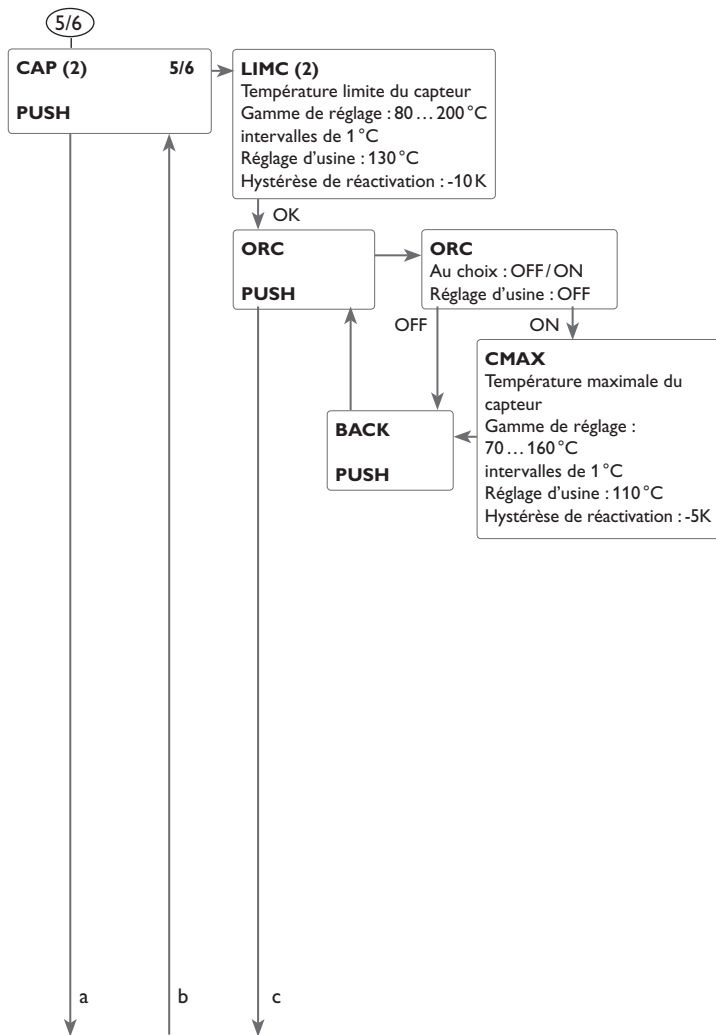 5/6
CAP (2) 5/6
PUSH
LIMC (2)
Température limite du capteur
Gamme de réglage : 80 … 200 °C
intervalles de 1 °C
Réglage d'usine : 130 °C
Hystérèse de réactivation : -10 K
OK
ORC
PUSH
ORC
Au choix : OFF / ON
Réglage d'usine : OFF
OFF
ON
CMAX
Température maximale du
capteur
Gamme de réglage :
70 … 160 °C
intervalles de 1 °C
Réglage d'usine : 110 °C
Hystérèse de réactivation : -5K
BACK
PUSH
a
b
c